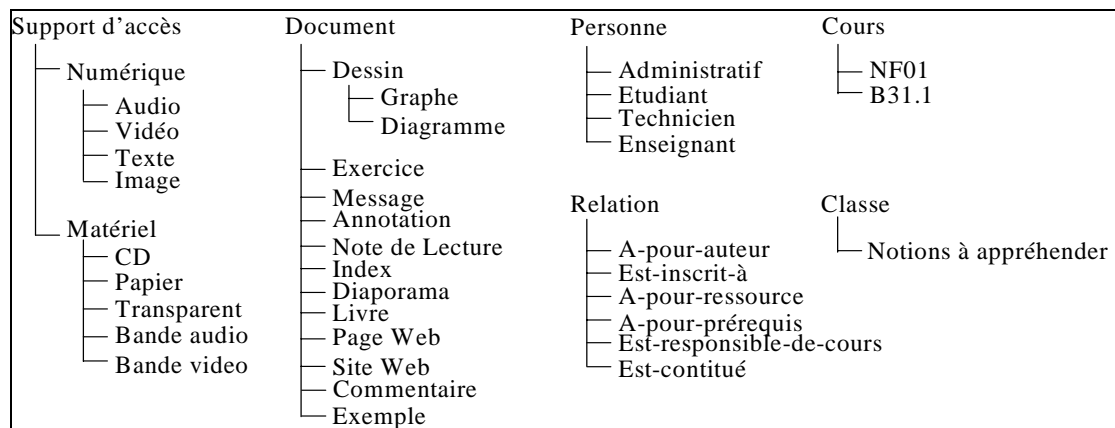 Support d'accès
Numérique
Audio
Vidéo
Texte
Image
Matériel
CD
Papier
Transparent
Bande audio
Bande video
Document
Dessin
Graphe
Diagramme
Exercice
Message
Annotation
Note de Lecture
Index
Diaporama
Livre
Page Web
Site Web
Commentaire
Exemple
Personne
Administratif
Etudiant
Technicien
Enseignant
Cours
NF01
B31.1
Relation
A-pour-auteur
Est-inscrit-à
A-pour-ressource
A-pour-prérequis
Est-responsible-de-cours
Est-contitué
Classe
Notions à appréhender